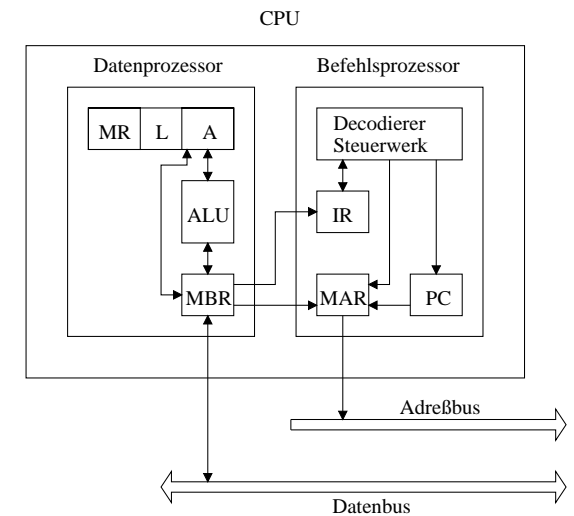 CPU
Datenprozessor
Befehlsprozessor
MR L A
Decodierer
Steuerwerk
ALU
IR
MBR
MAR
PC
Adreßbus
Datenbus